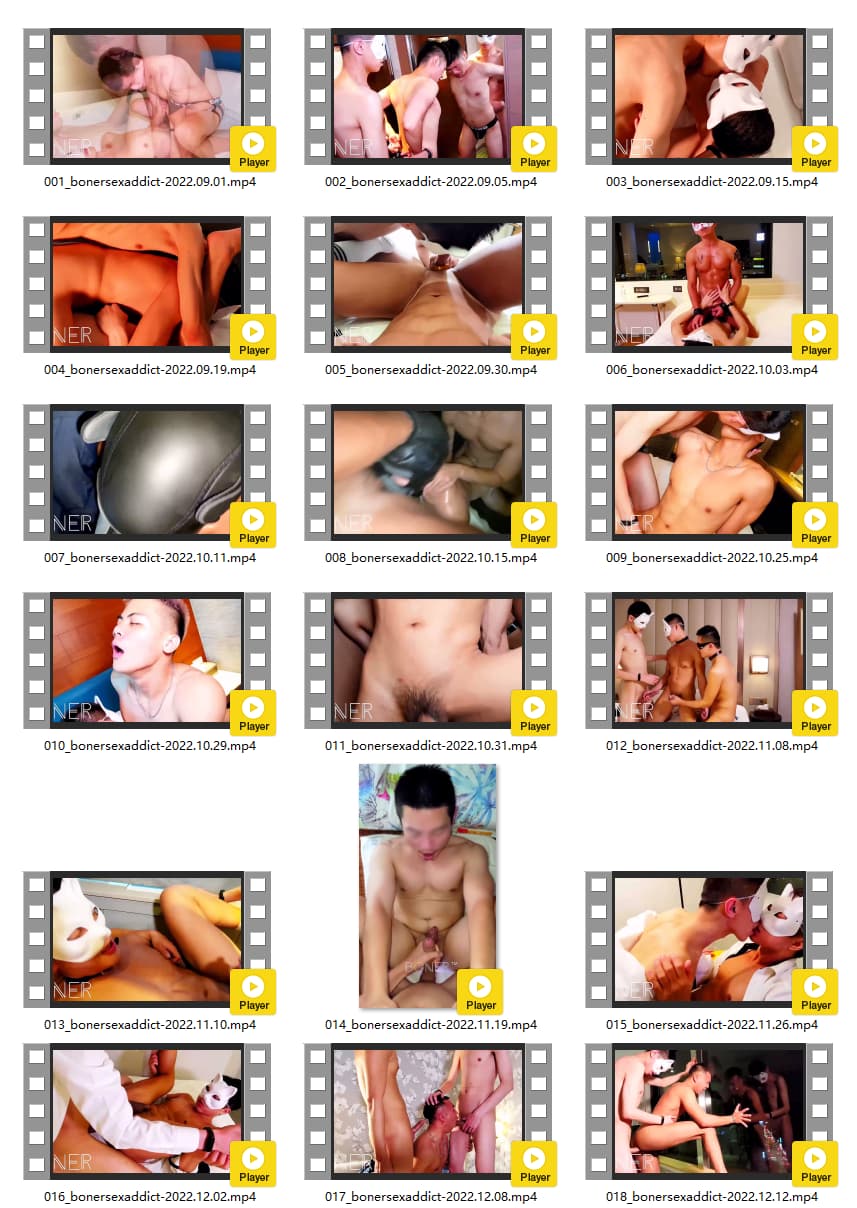 NER
Player
NER
Player
NER
Player
001_bonersexaddict-2022.09.01.mp4
002_bonersexaddict-2022.09.05.mp4
003_bonersexaddict-2022.09.15.mp4
NER
Player
Player
NER
Player
004_bonersexaddict-2022.09.19.mp4
005_bonersexaddict-2022.09.30.mp4
006_bonersexaddict-2022.10.03.mp4
NER
Player
NER
Player
NER
Player
007_bonersexaddict-2022.10.11.mp4
008_bonersexaddict-2022.10.15.mp4
009_bonersexaddict-2022.10.25.mp4
NER
Player
NER
Player
NER
Player
010_bonersexaddict-2022.10.29.mp4
011_bonersexaddict-2022.10.31.mp4
012_bonersexaddict-2022.11.08.mp4
NER
Player
BONER™
Player
NER
Player
013_bonersexaddict-2022.11.10.mp4
014_bonersexaddict-2022.11.19.mp4
015_bonersexaddict-2022.11.26.mp4
NER
Player
NER
Player
NER
Player
016_bonersexaddict-2022.12.02.mp4
017_bonersexaddict-2022.12.08.mp4
018_bonersexaddict-2022.12.12.mp4